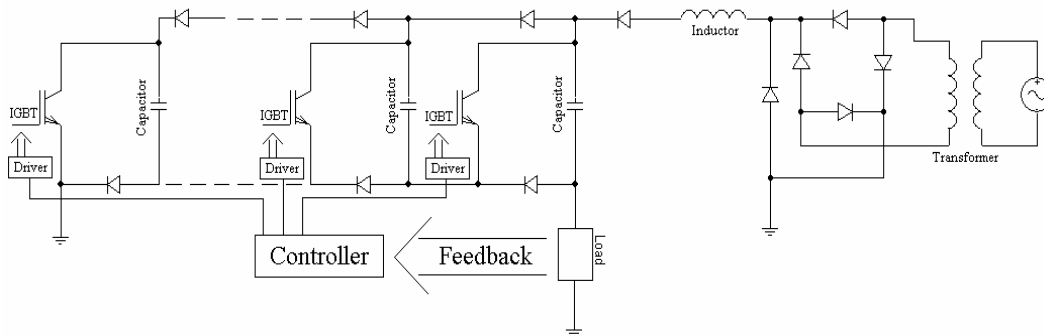 Inductor
IGBT
Capacitor
IGBT
Capacitor
IGBT
Capacitor
Driver
Driver
Driver
Transformer
Controller
Feedback
Load